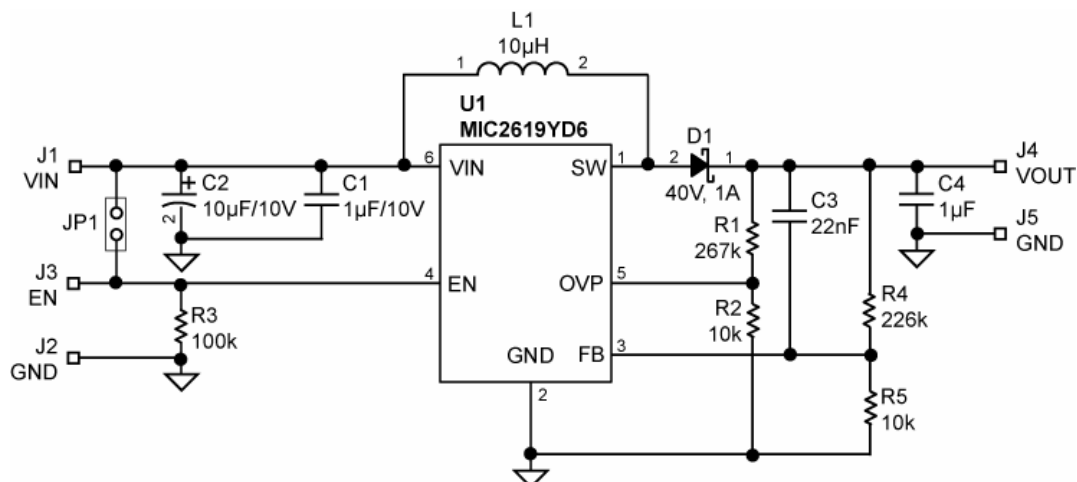 L1
10µH
1
2
U1
MIC2619YD6
J1
VIN
6
VIN
SW
1
2
D1
1
40V, 1A
J4
VOUT
C2
10µF/10V
+
2
C1
1µF/10V
C3
22nF
C4
1µF
J5
GND
JP1
R1
267k
J3
EN
4
EN
OVP
5
R3
100k
R2
10k
R4
226k
J2
GND
GND
2
FB
3
R5
10k